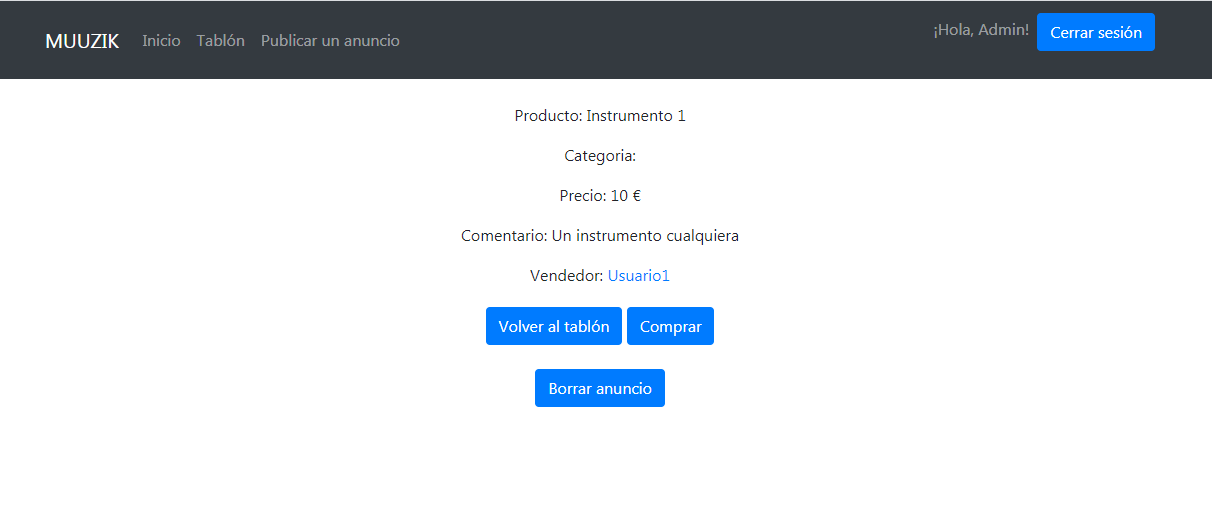 MUUZIK Inicio Tablón Publicar un anuncio ¡Hola, Admin! Cerrar sesión
Producto: Instrumento 1
Categoria:
Precio: 10 €
Comentario: Un instrumento cualquiera
Vendedor: Usuario1
Volver al tablón Comprar
Borrar anuncio